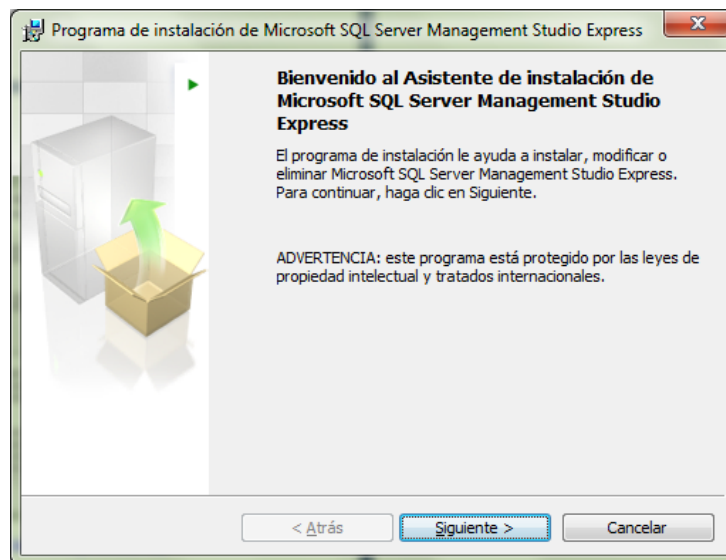 Programa de instalación de Microsoft SQL Server Management Studio Express
Bienvenido al Asistente de instalación de
Microsoft SQL Server Management Studio
Express
El programa de instalación le ayuda a instalar, modificar o
eliminar Microsoft SQL Server Management Studio Express.
Para continuar, haga clic en Siguiente.
ADVERTENCIA: este programa está protegido por las leyes de
propiedad intelectual y tratados internacionales.
< Atrás
Siguiente >
Cancelar